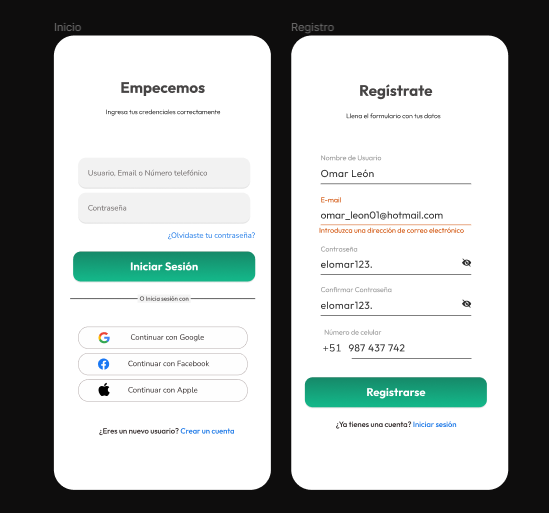 Inicio
Empecemos
Ingresa tus credenciales correctamente
Usuario, Email o Número telefónico
Contraseña
¿Olvidaste tu contraseña?
Iniciar Sesión
O Inicia sesión con
Continuar con Google
Continuar con Facebook
Continuar con Apple
¿Eres un nuevo usuario? Crear un cuenta
Registro
Regístrate
Llena el formulario con tus datos
Nombre de Usuario
Omar León
E-mail
omar_leon01@hotmail.com
Introduzca una dirección de correo electrónico
Contraseña
elomar123.
Confirmar Contraseña
elomar123.
Número de celular
+51 987 437 742
Registrarse
¿Ya tienes una cuenta? Iniciar sesión